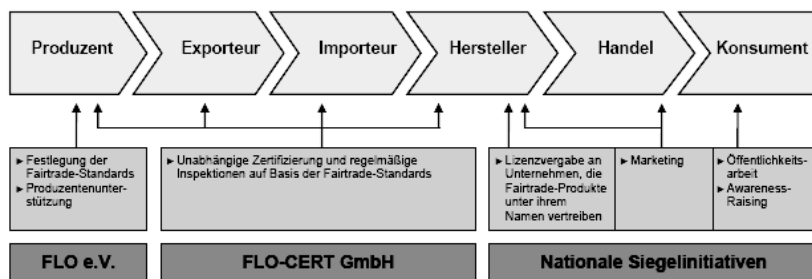 Produzent Exporteur Importeur Hersteller Handel Konsument
► Festlegung der
Fairtrade-Standards
► Produzentenunter-
stützung
► Unabhängige Zertifizierung und regelmäßige
Inspektionen auf Basis der Fairtrade-Standards
► Lizenzvergabe an
Unternehmen, die
Fairtrade-Produkte
unter ihrem
Namen vertreiben
► Marketing
► Öffentlichkeits-
arbeit
► Awareness-
Raising
FLO e.V. FLO-CERT GmbH Nationale Siegelinitiativen